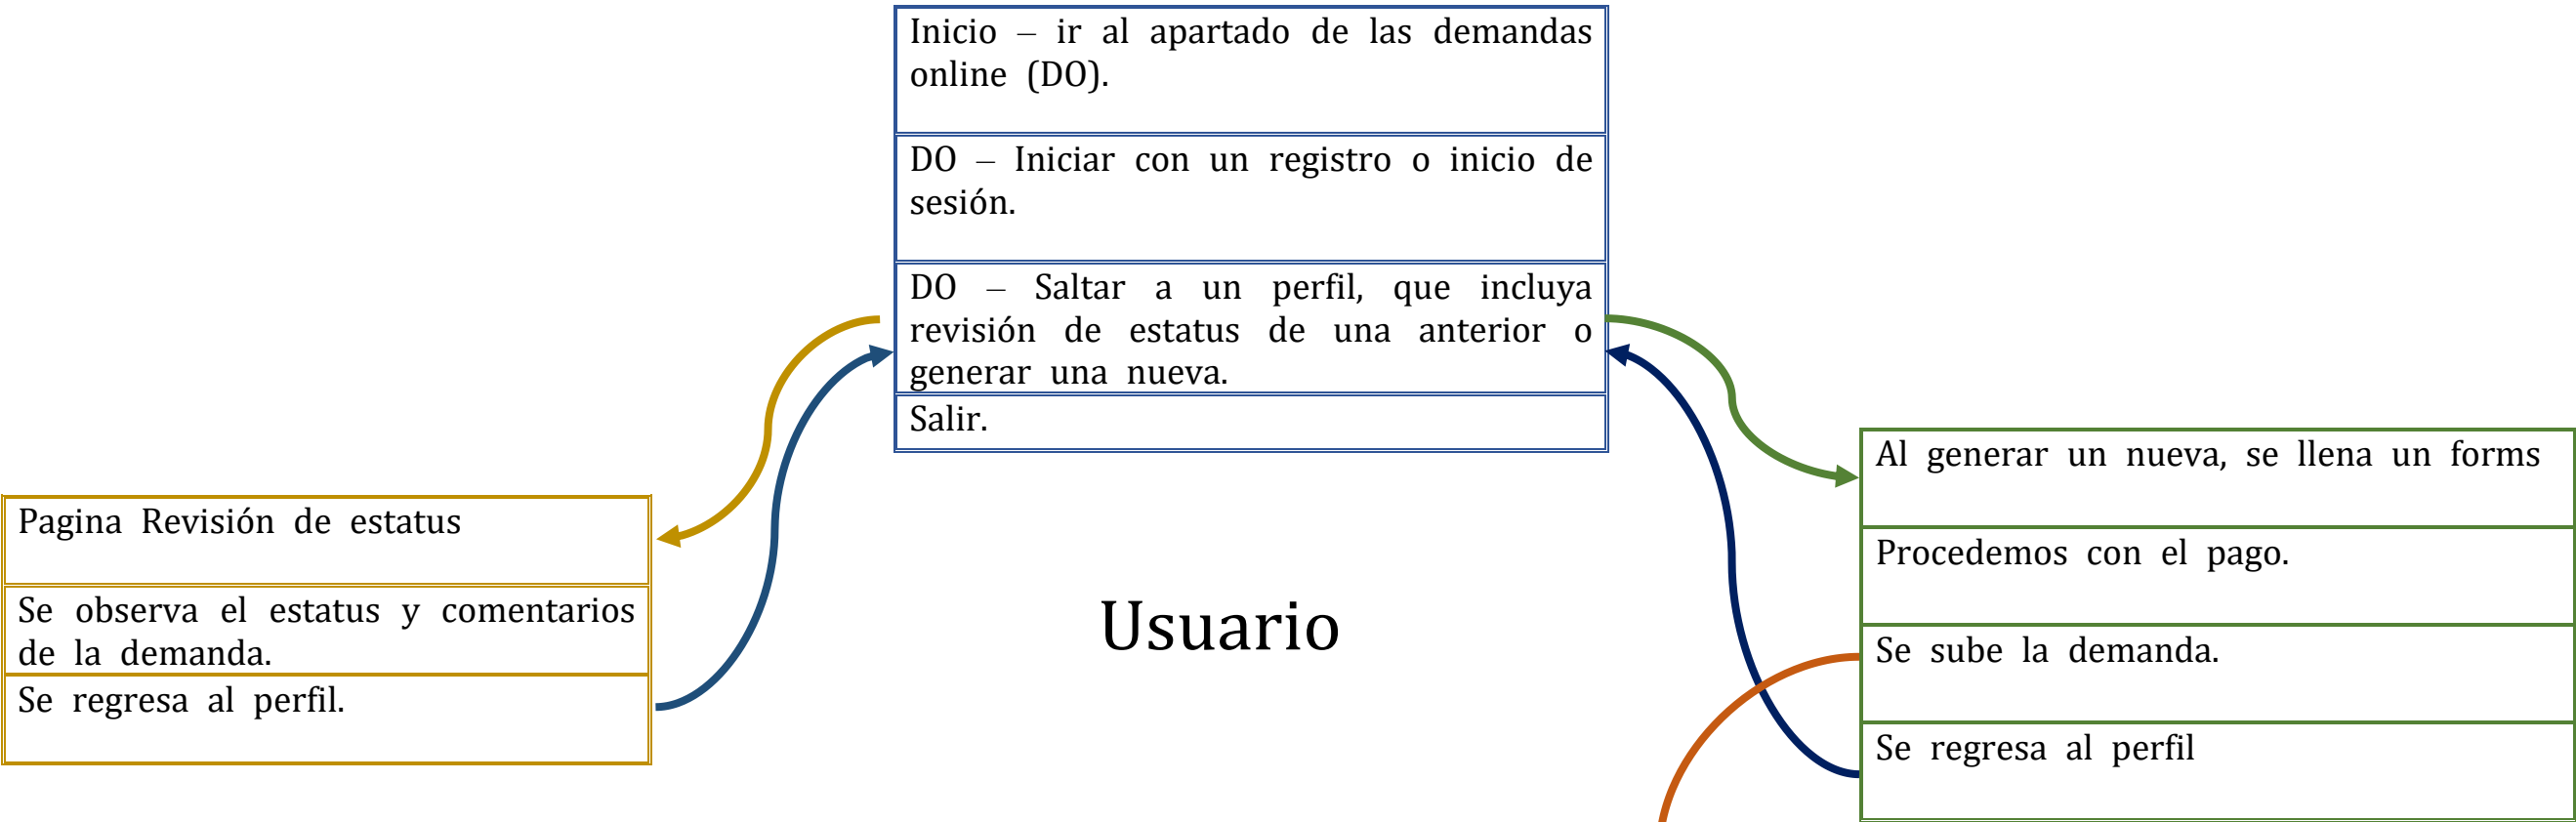 Inicio – ir al apartado de las demandas
online (DO).
DO – Iniciar con un registro o inicio de
sesión.
DO – Saltar a un perfil, que incluya
revisión de estatus de una anterior o
generar una nueva.
Salir.
Pagina Revisión de estatus
Se observa el estatus y comentarios
de la demanda.
Se regresa al perfil.
Usuario
Al generar un nueva, se llena un forms
Procedemos con el pago.
Se sube la demanda.
Se regresa al perfil